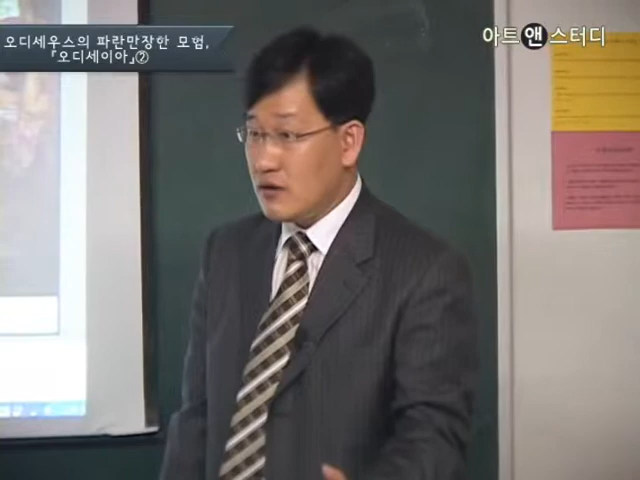 오디세우스의 파란만장한 모험,
『오디세이아』②
아트앤스터디